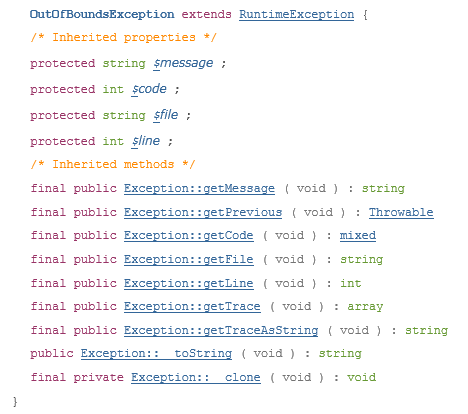 OutOfBoundsException extends RuntimeException {
/* Inherited properties */
protected string $message ;
protected int $code ;
protected string $file ;
protected int $line ;
/* Inherited methods */
final public Exception::getMessage ( void ) : string
final public Exception::getPrevious ( void ) : Throwable
final public Exception::getCode ( void ) : mixed
final public Exception::getFile ( void ) : string
final public Exception::getLine ( void ) : int
final public Exception::getTrace ( void ) : array
final public Exception::getTraceAsString ( void ) : string
public Exception::__toString ( void ) : string
final private Exception::__clone ( void ) : void
}